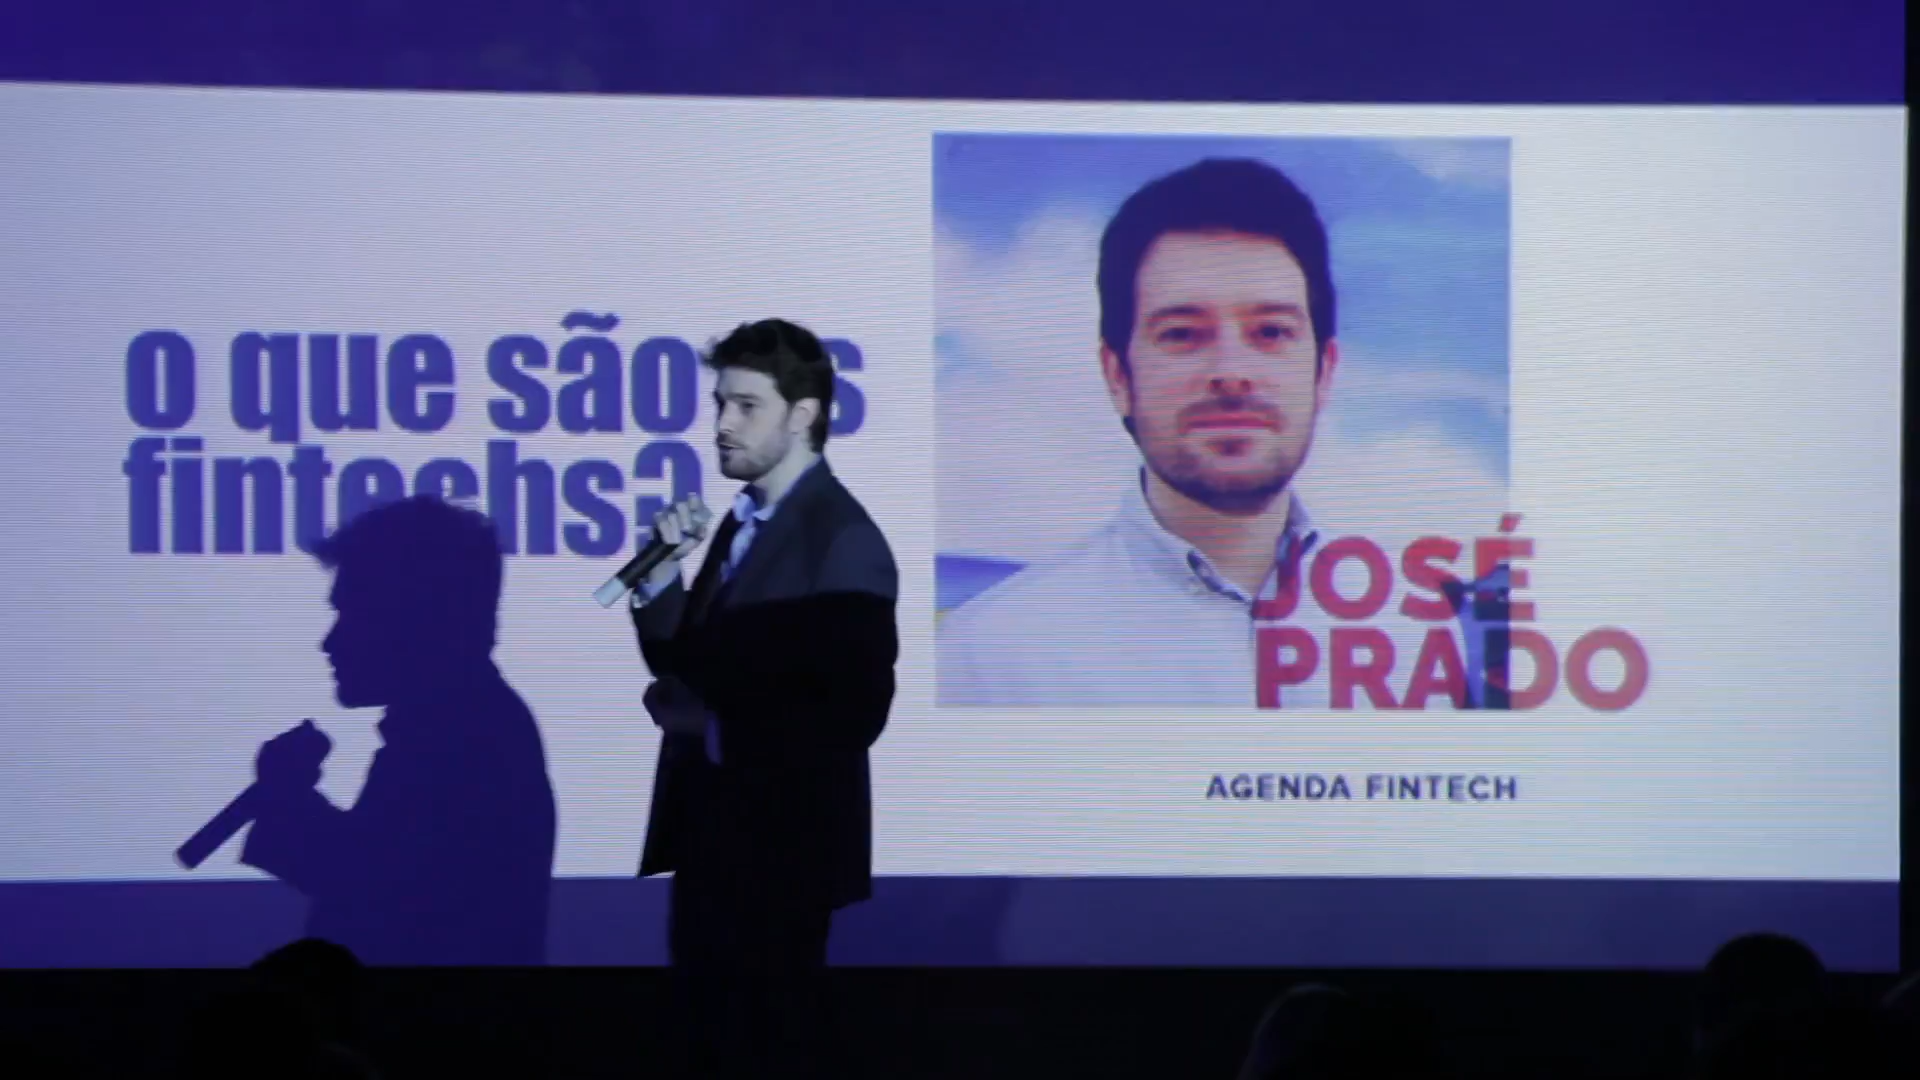 o que são
fintechs?
JOSÉ
PRADO
AGENDA FINTECH